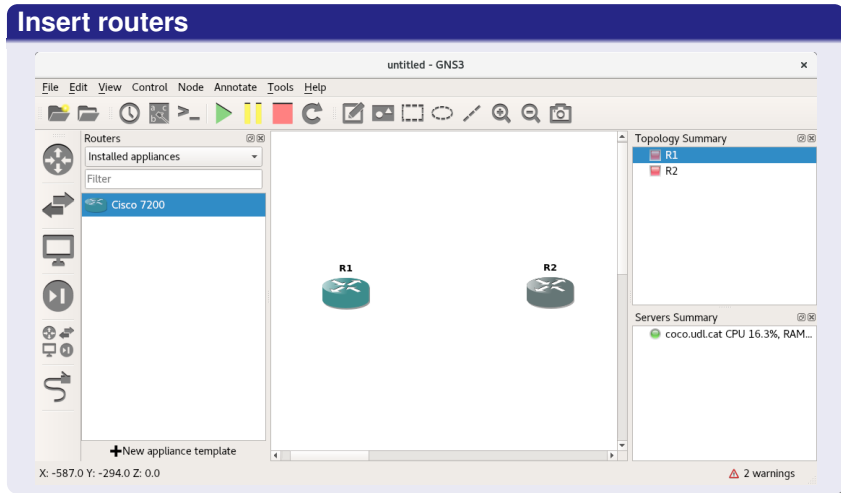 Insert routers
untitled - GNS3
×
File Edit View Control Node Annotate Tools Help
Routers
Installed appliances
Filter
Cisco 7200
New appliance template
R1
R2
Topology Summary
R1
R2
Servers Summary
coco.udl.cat CPU 16.3%, RAM...
X: -587.0 Y: -294.0 Z: 0.0
2 warnings